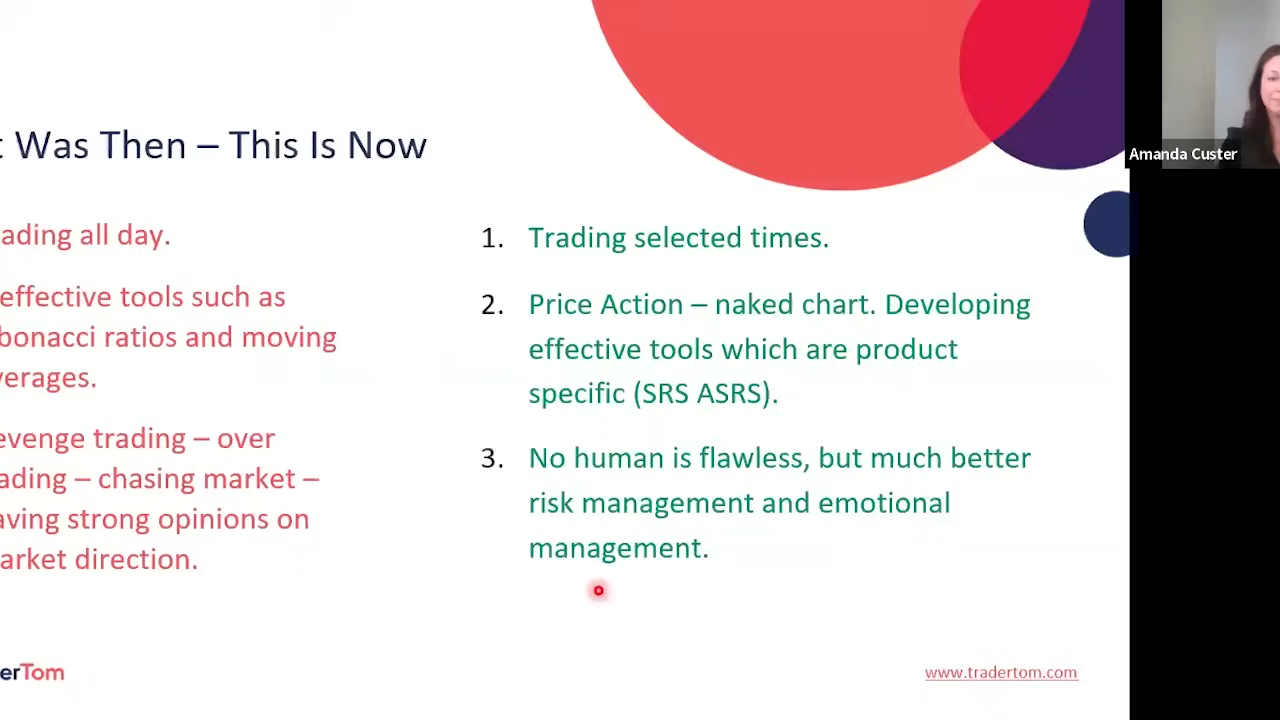 t Was Then – This Is Now
ading all day.
effective tools such as
bonacci ratios and moving
verages.
evenge trading – over
ading – chasing market –
aving strong opinions on
arket direction.
1. Trading selected times.
2. Price Action – naked chart. Developing
effective tools which are product
specific (SRS ASRS).
3. No human is flawless, but much better
risk management and emotional
management.
Amanda Custer
erTom
www.tradertom.com